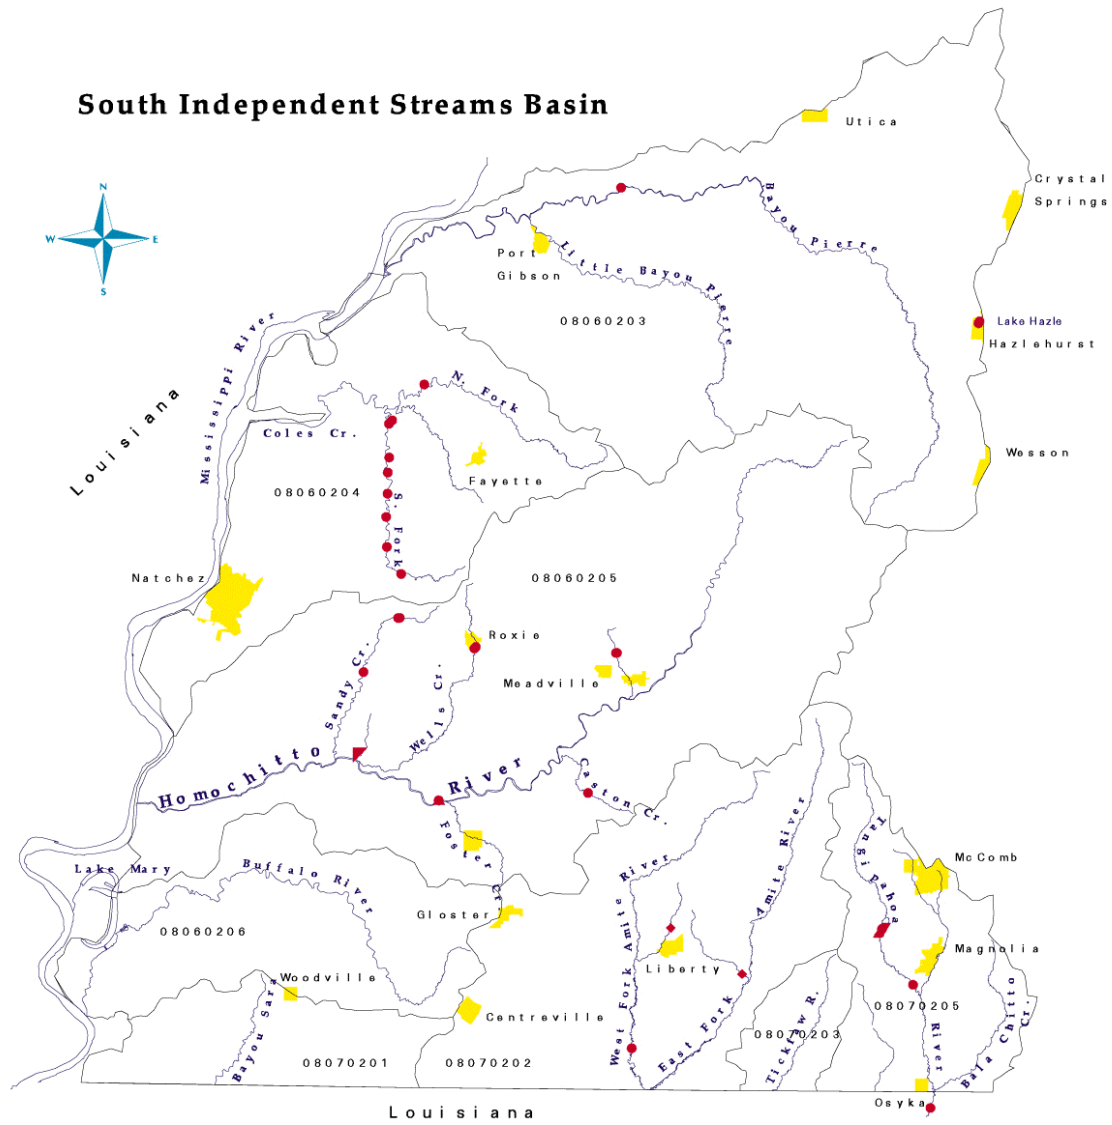 South Independent Streams Basin
Utica
N
W
E
S
Crystal
Springs
Bayou Pierre
Port
Gibson
Little Bayou Pierre
08060203
Lake Hazle
Hazlehurst
Mississippi River
Louisiana
N. Fork
Coles Cr.
Wesson
Fayette
08060204
S. Fork
Natchez
08060205
Roxie
Sandy Cr.
Meadville
Wells Cr.
Homochitto River
Caston Cr.
Foster Cr.
Lake Mary
Buffalo River
Tangipahoa River
McComb
West Fork Amite River
East Fork Amite River
Gloster
08060206
Liberty
Magnolia
Woodville
08070205
Centreville
Bayou Sara
Tickfaw R.
08070203
Bala Chitto Cr.
08070201
08070202
Osyka
Louisiana